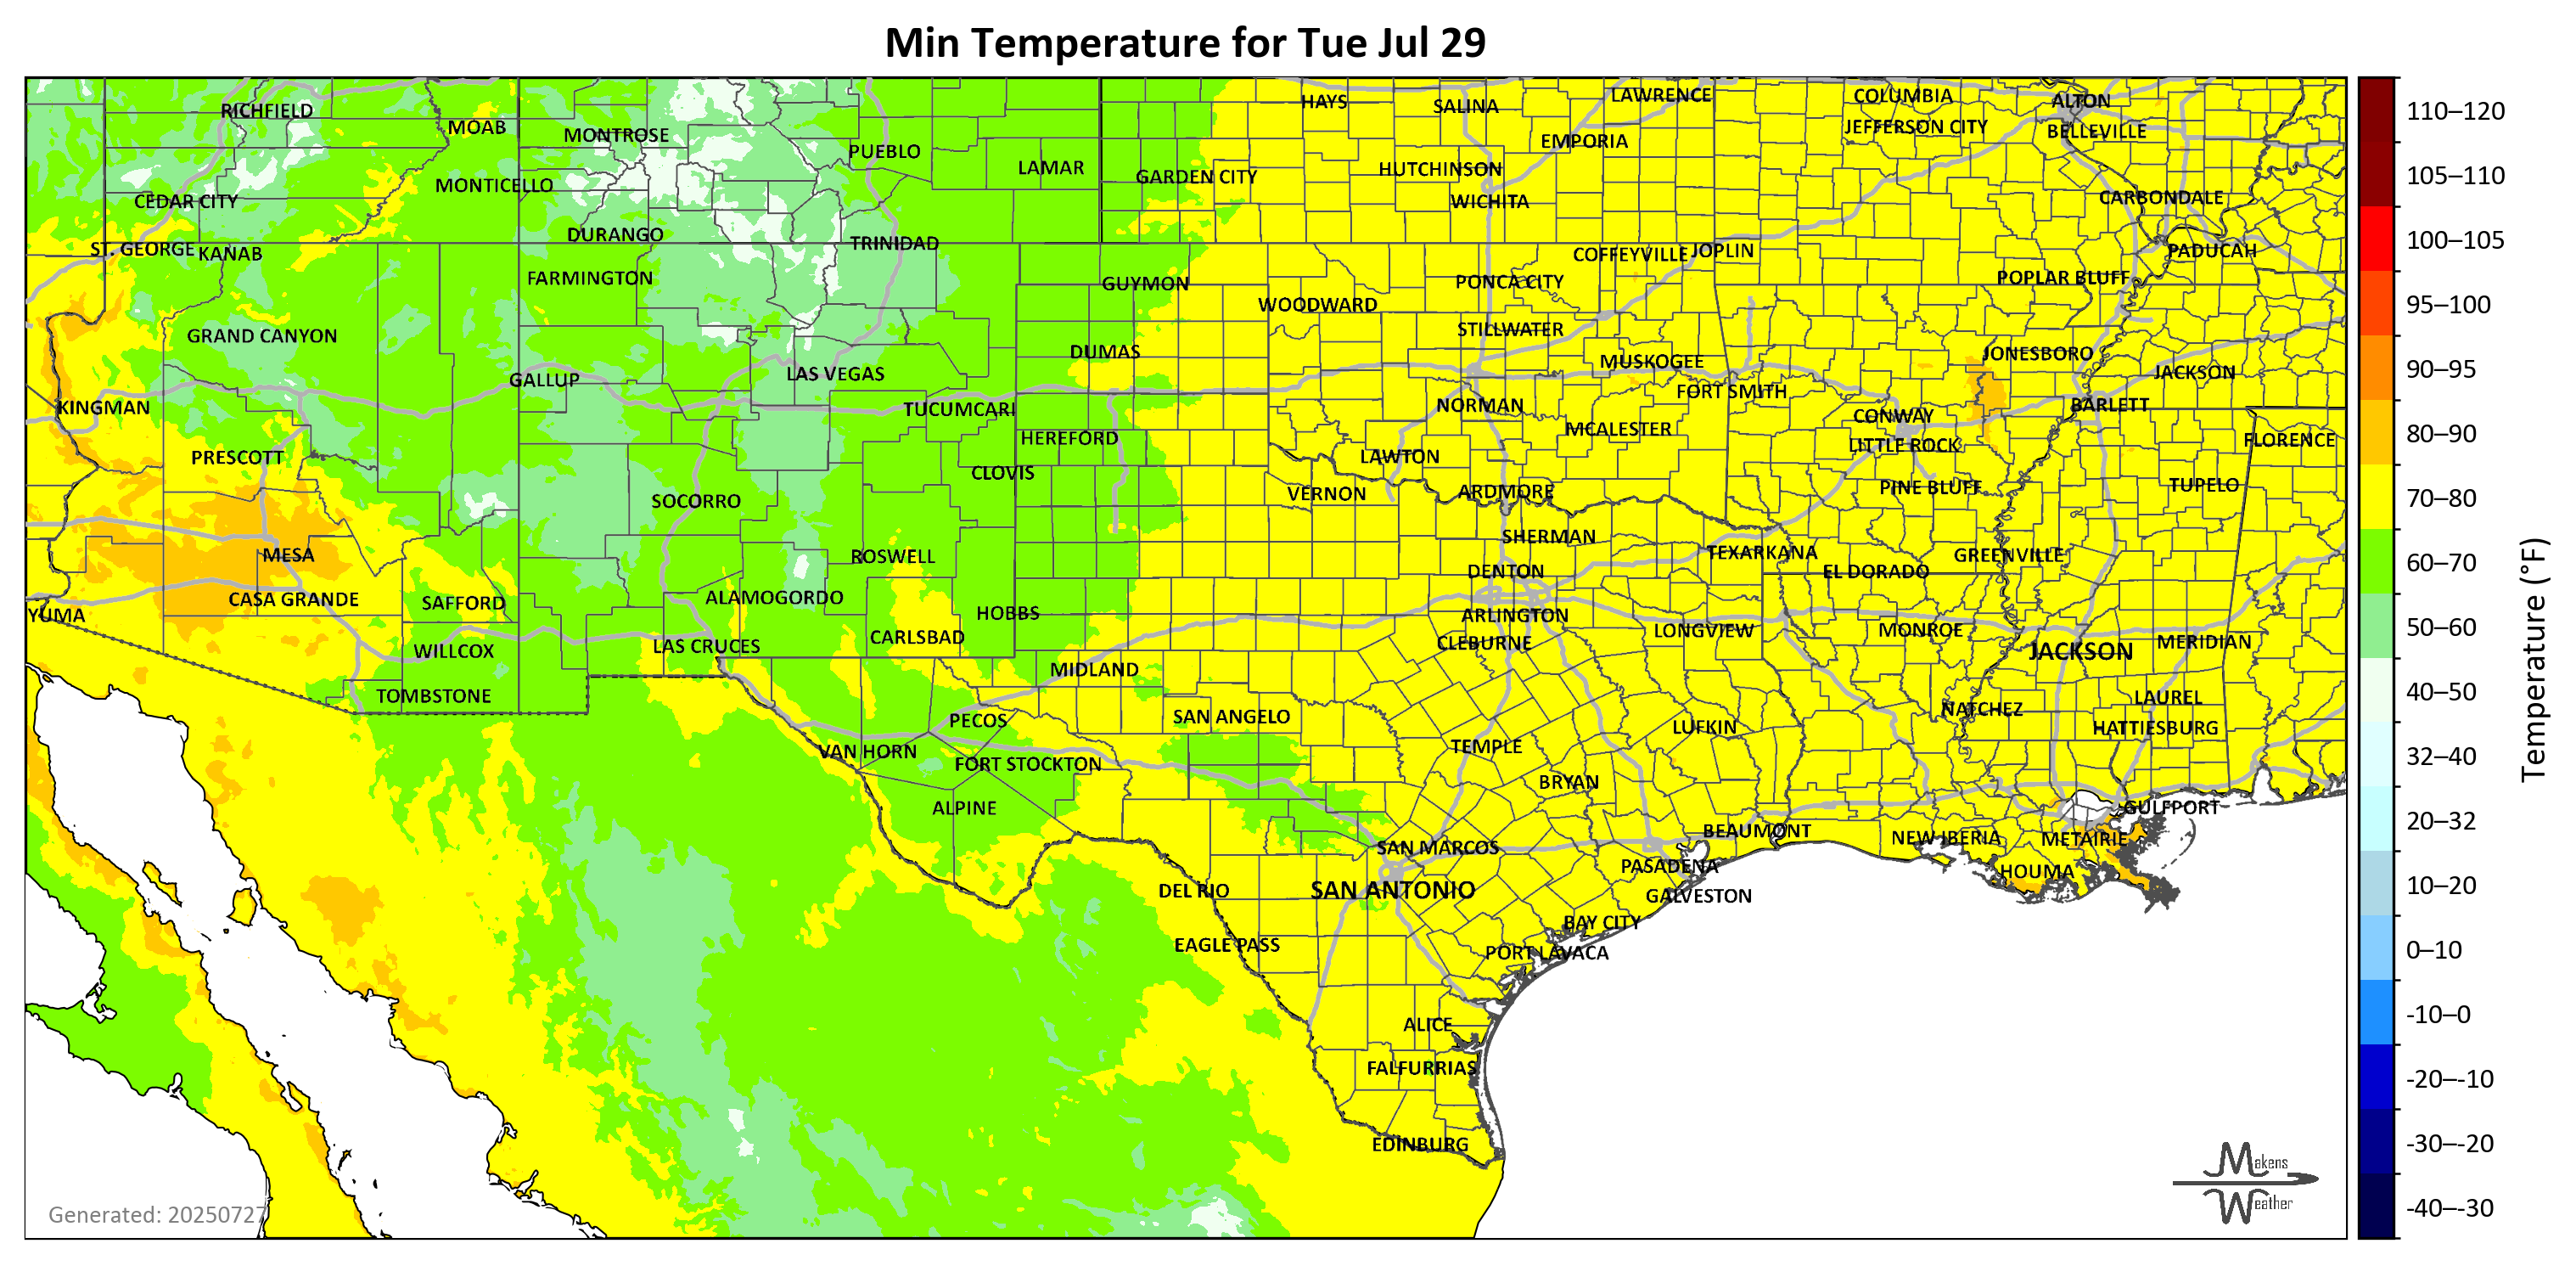 Min Temperature for Tue Jul 29
RICHFIELD
MOAB
MONTROSE
PUEBLO
LAMAR
HAYS
SALINA
LAWRENCE
COLUMBIA
ALTON
JEFFERSON CITY
BELLEVILLE
EMPORIA
GARDEN CITY
HUTCHINSON
MONTICELLO
CEDAR CITY
WICHITA
CARBONDALE
ST. GEORGE
KANAB
DURANGO
TRINIDAD
COFFEYVILLE
JOPLIN
PADUCAH
FARMINGTON
GUYMON
PONCA CITY
POPLAR BLUFF
WOODWARD
GRAND CANYON
STILLWATER
DUMAS
MUSKOGEE
JONESBORO
GALLUP
LAS VEGAS
FORT SMITH
JACKSON
KINGMAN
TUCUMCARI
NORMAN
CONWAY
BARLETT
HEREFORD
MCALESTER
LITTLE ROCK
FLORENCE
PRESCOTT
CLOVIS
LAWTON
SOCORRO
VERNON
ARDMORE
PINE BLUFF
TUPELO
MESA
ROSWELL
SHERMAN
TEXARKANA
GREENVILLE
DENTON
EL DORADO
YUMA
CASA GRANDE
SAFFORD
ALAMOGORDO
HOBBS
ARLINGTON
WILLCOX
LAS CRUCES
CARLSBAD
CLEBURNE
LONGVIEW
MONROE
JACKSON
MERIDIAN
TOMBSTONE
MIDLAND
LAUREL
PECOS
SAN ANGELO
NATCHEZ
HATTIESBURG
VAN HORN
FORT STOCKTON
TEMPLE
LUFKIN
ALPINE
BRYAN
GULFPORT
SAN MARCOS
BEAUMONT
NEW IBERIA
METAIRIE
DEL RIO
SAN ANTONIO
PASADENA
HOUMA
GALVESTON
EAGLE PASS
BAY CITY
PORT LAVACA
ALICE
FALFURRIAS
EDINBURG
Generated: 20250727
Makens
Weather
110–120
105–110
100–105
95–100
90–95
80–90
70–80
60–70
50–60
40–50
32–40
20–32
10–20
0–10
-10–0
-20–-10
-30–-20
-40–-30
Temperature (°F)